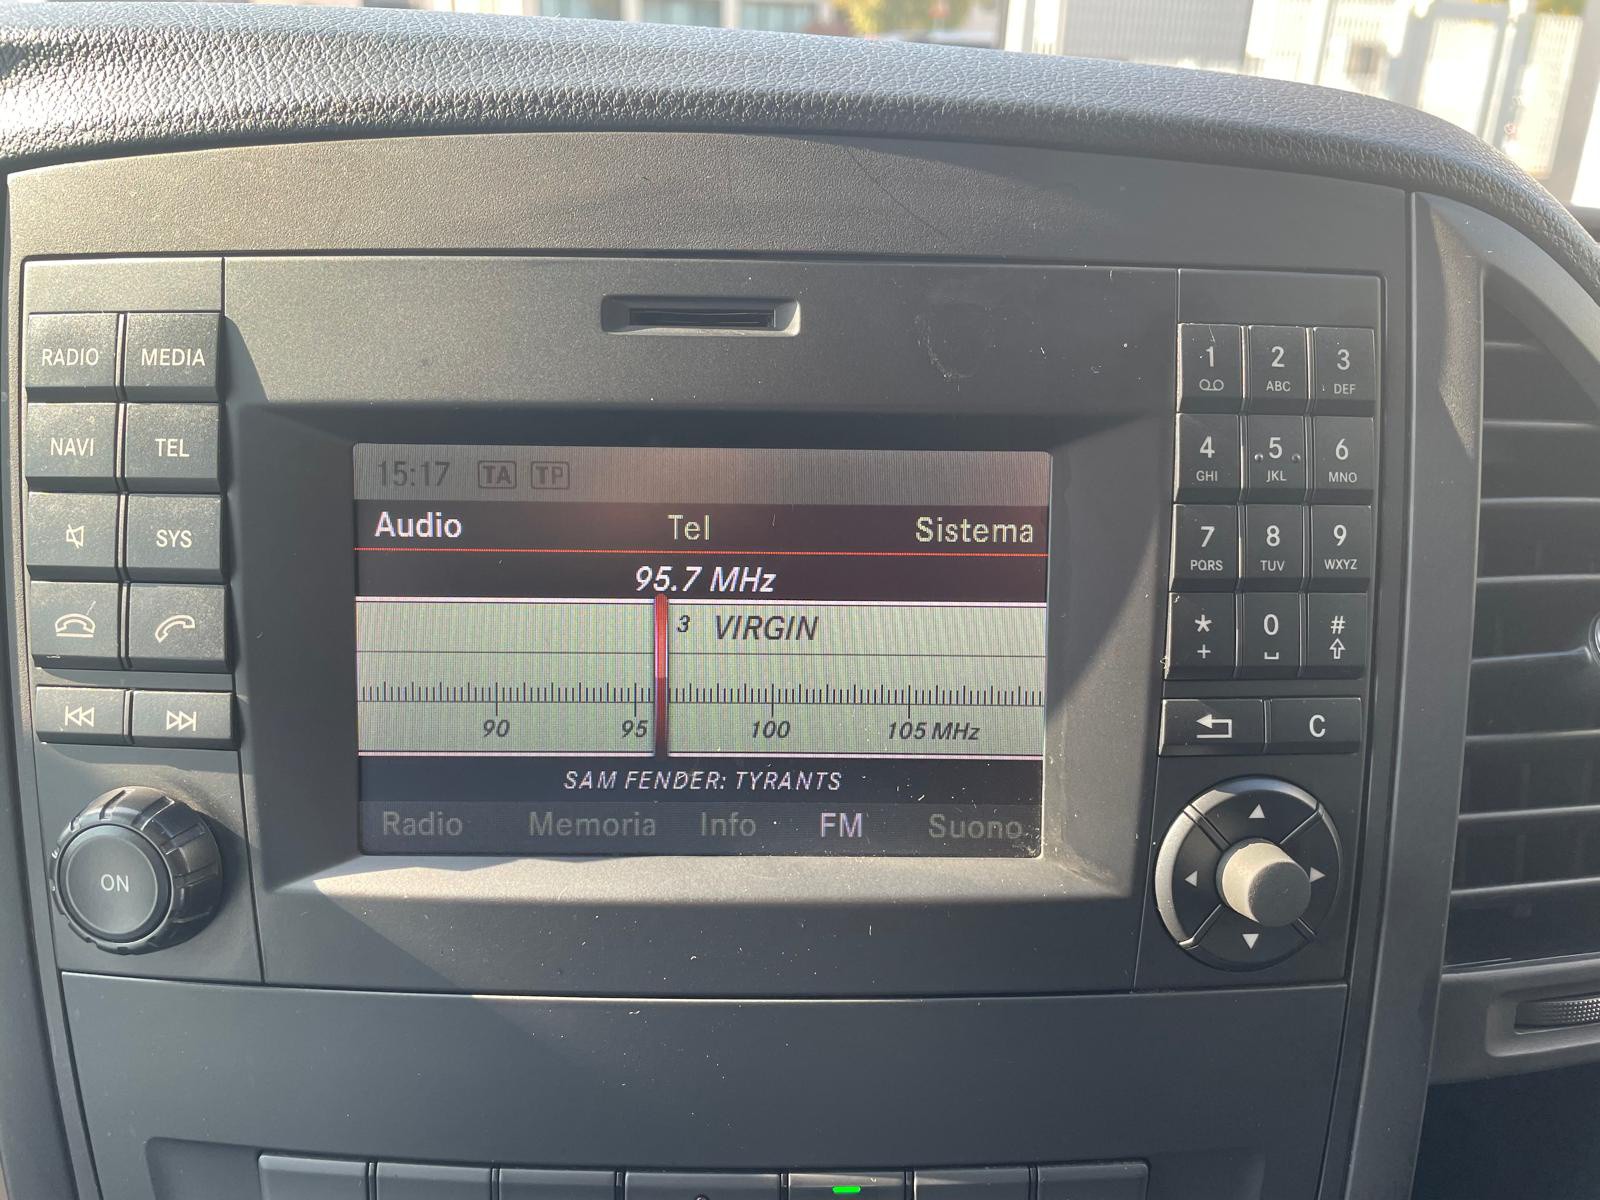 RADIO MEDIA
NAVI TEL
SYS
ON
15:17 TA TP
Audio Tel Sistema
95.7 MHz
3 VIRGIN
90 95 100 105 MHz
SAM FENDER: TYRANTS
Radio Memoria Info FM Suono
1 2 3
ABC DEF
4 5 6
GHI JKL MNO
7 8 9
PQRS TUV WXYZ
* 0 #
+
C